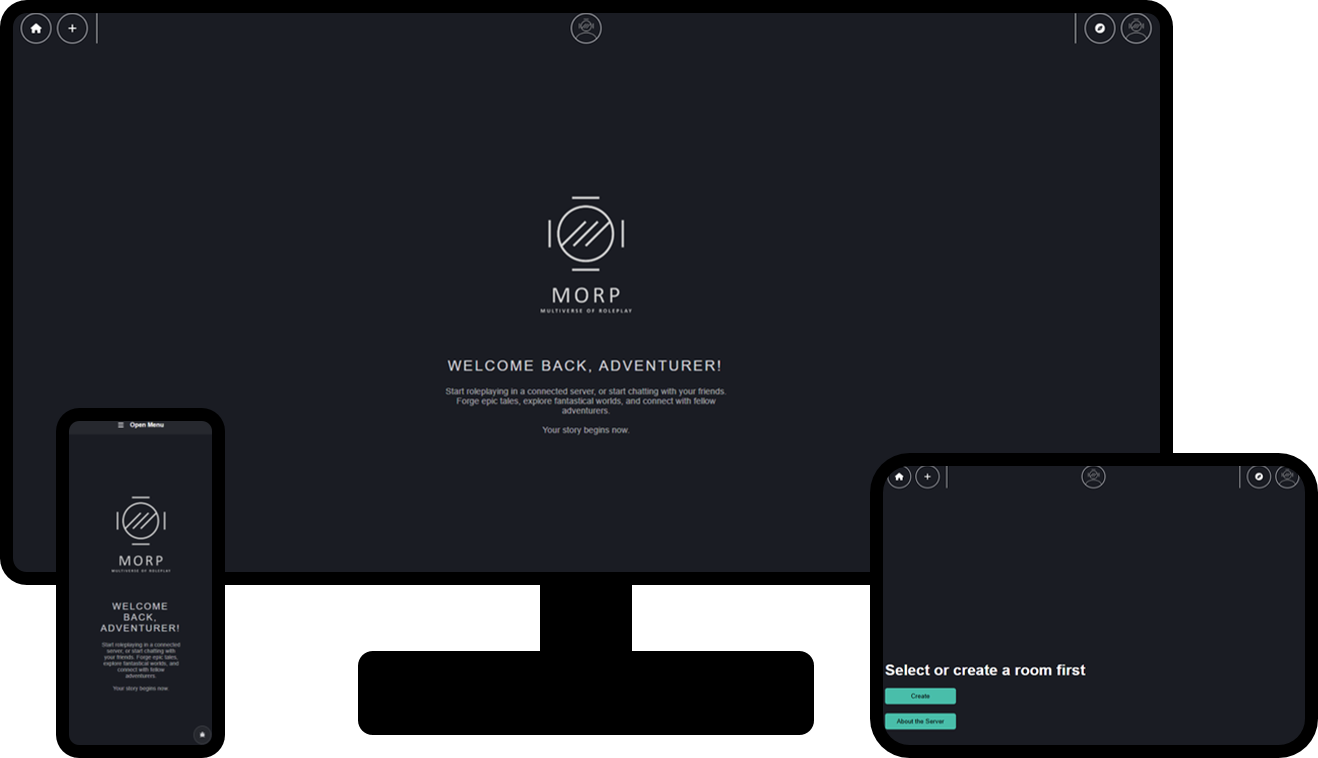 MORP
MULTIVERSE OF ROLEPLAY
WELCOME BACK, ADVENTURER!
Start roleplaying in a connected server, or start chatting with your friends.
Forge epic tales, explore fantastical worlds, and connect with fellow
adventurers.
Your story begins now.
Open Menu
MORP
MULTIVERSE OF ROLEPLAY
WELCOME
BACK,
ADVENTURER!
Start roleplaying in a connected
server, or start chatting with
your friends. Forge epic tales,
explore fantastical worlds, and
connect with fellow
adventurers.
Your story begins now.
Select or create a room first
Create
About the Server